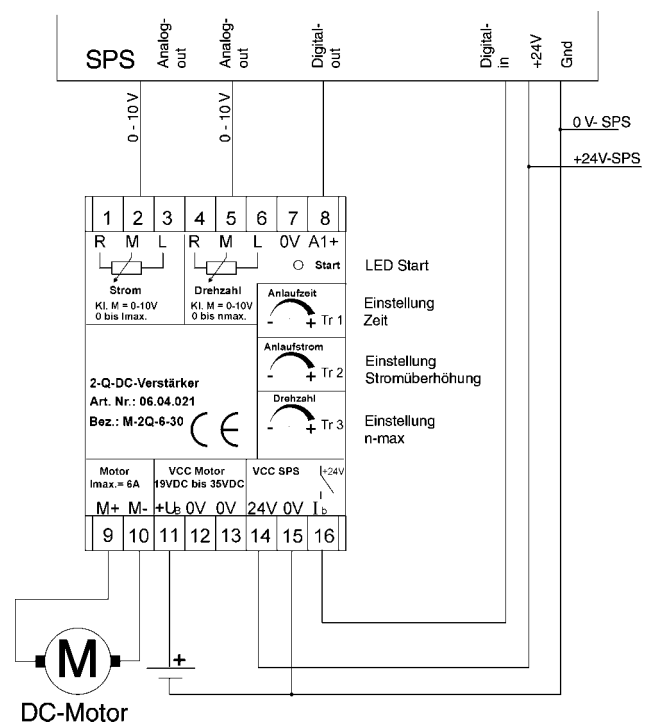 SPS
Analog-
out
Analog-
out
Digital-
out
Digital-
in
+24V
Gnd
0 - 10 V
0 - 10 V
0 V- SPS
+24V-SPS
1 2 3 4 5 6 7 8
R M L R M L 0V A1+
Start
LED Start
Strom
Kl. M = 0-10V
0 bis Imax.
Drehzahl
Kl. M = 0-10V
0 bis nmax.
Anlaufzeit
- + Tr 1
Einstellung
Zeit
Anlaufstrom
- + Tr 2
Einstellung
Stromüberhöhung
Drehzahl
- + Tr 3
Einstellung
n-max
2-Q-DC-Verstärker
Art. Nr.: 06.04.021
Bez.: M-2Q-6-30
CE
Motor
Imax.= 6A
VCC Motor
19VDC bis 35VDC
VCC SPS
+24V
M+ M- +UB 0V 0V 24V 0V Ib
9 10 11 12 13 14 15 16
M
+
DC-Motor